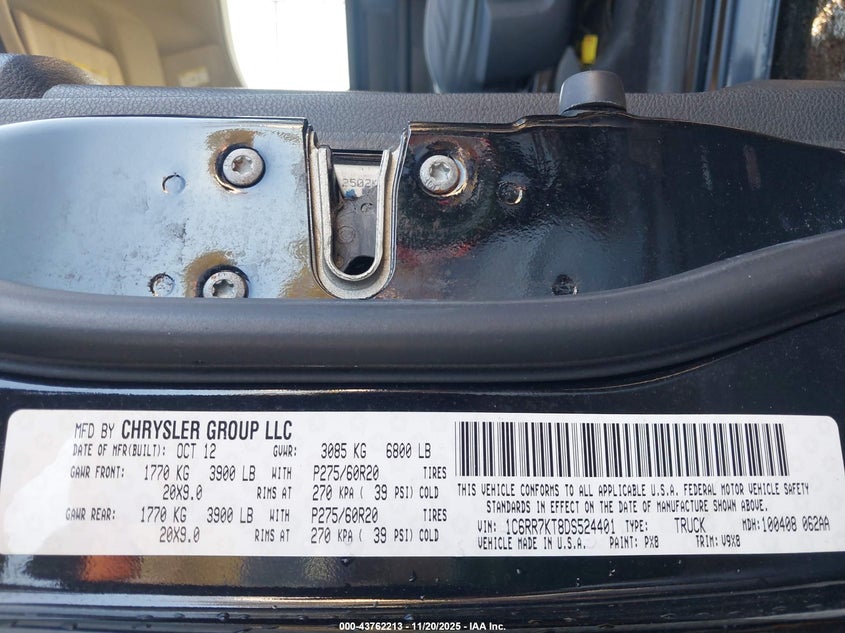 2502K
MFD BY CHRYSLER GROUP LLC
DATE OF MFR(BUILT): OCT 12 GVWR: 3085 KG 6800 LB
GAWR FRONT: 1770 KG 3900 LB WITH P275/60R20 TIRES
20X9.0 RIMS AT 270 KPA ( 39 PSI) COLD
GAWR REAR: 1770 KG 3900 LB WITH P275/60R20 TIRES
20X9.0 RIMS AT 270 KPA ( 39 PSI) COLD
THIS VEHICLE CONFORMS TO ALL APPLICABLE U.S.A. FEDERAL MOTOR VEHICLE SAFETY
STANDARDS IN EFFECT ON THE DATE OF MANUFACTURE SHOWN ABOVE.
VIN: 1C6RR7KT8DS524401 TYPE: TRUCK MDH:100408 062AA
VEHICLE MADE IN U.S.A. PAINT: PX8 TRIM: V9X8
000-43762213 - 11/20/2025 - IAA Inc.